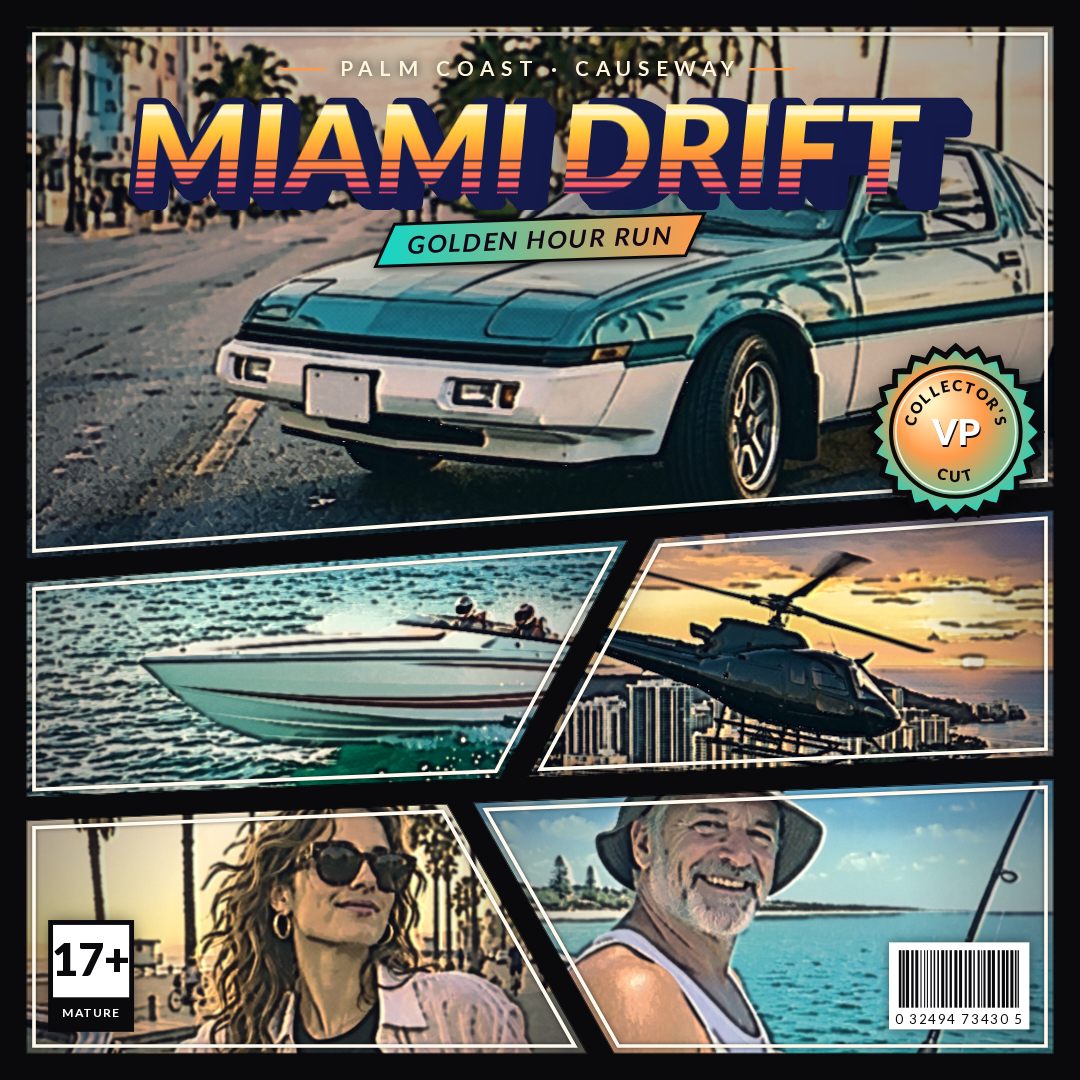 PALM COAST · CAUSEWAY
MIAMI DRIFT
GOLDEN HOUR RUN
COLLECTOR'S
VP
CUT
17+
MATURE
0 32494 73430 5